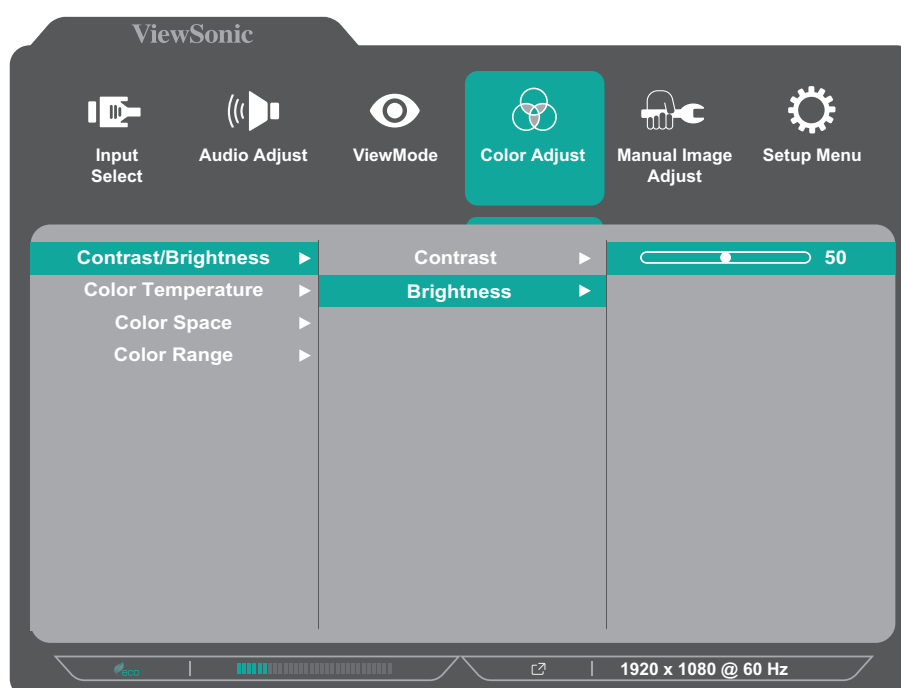 ViewSonic
Input
Select
Audio Adjust
ViewMode
Color Adjust
Manual Image
Adjust
Setup Menu
Contrast/Brightness
Color Temperature
Color Space
Color Range
Contrast
Brightness
50
eco
1920 x 1080 @ 60 Hz